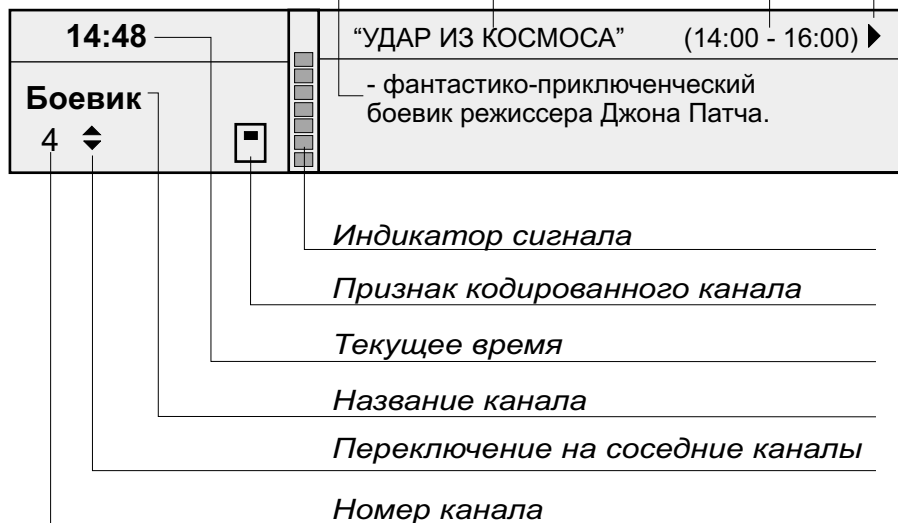 14:48
“УДАР ИЗ КОСМОСА” (14:00 - 16:00)
Боевик
4
- фантастико-приключенческий
боевик режиссера Джона Патча.
Индикатор сигнала
Признак кодированного канала
Текущее время
Название канала
Переключение на соседние каналы
Номер канала